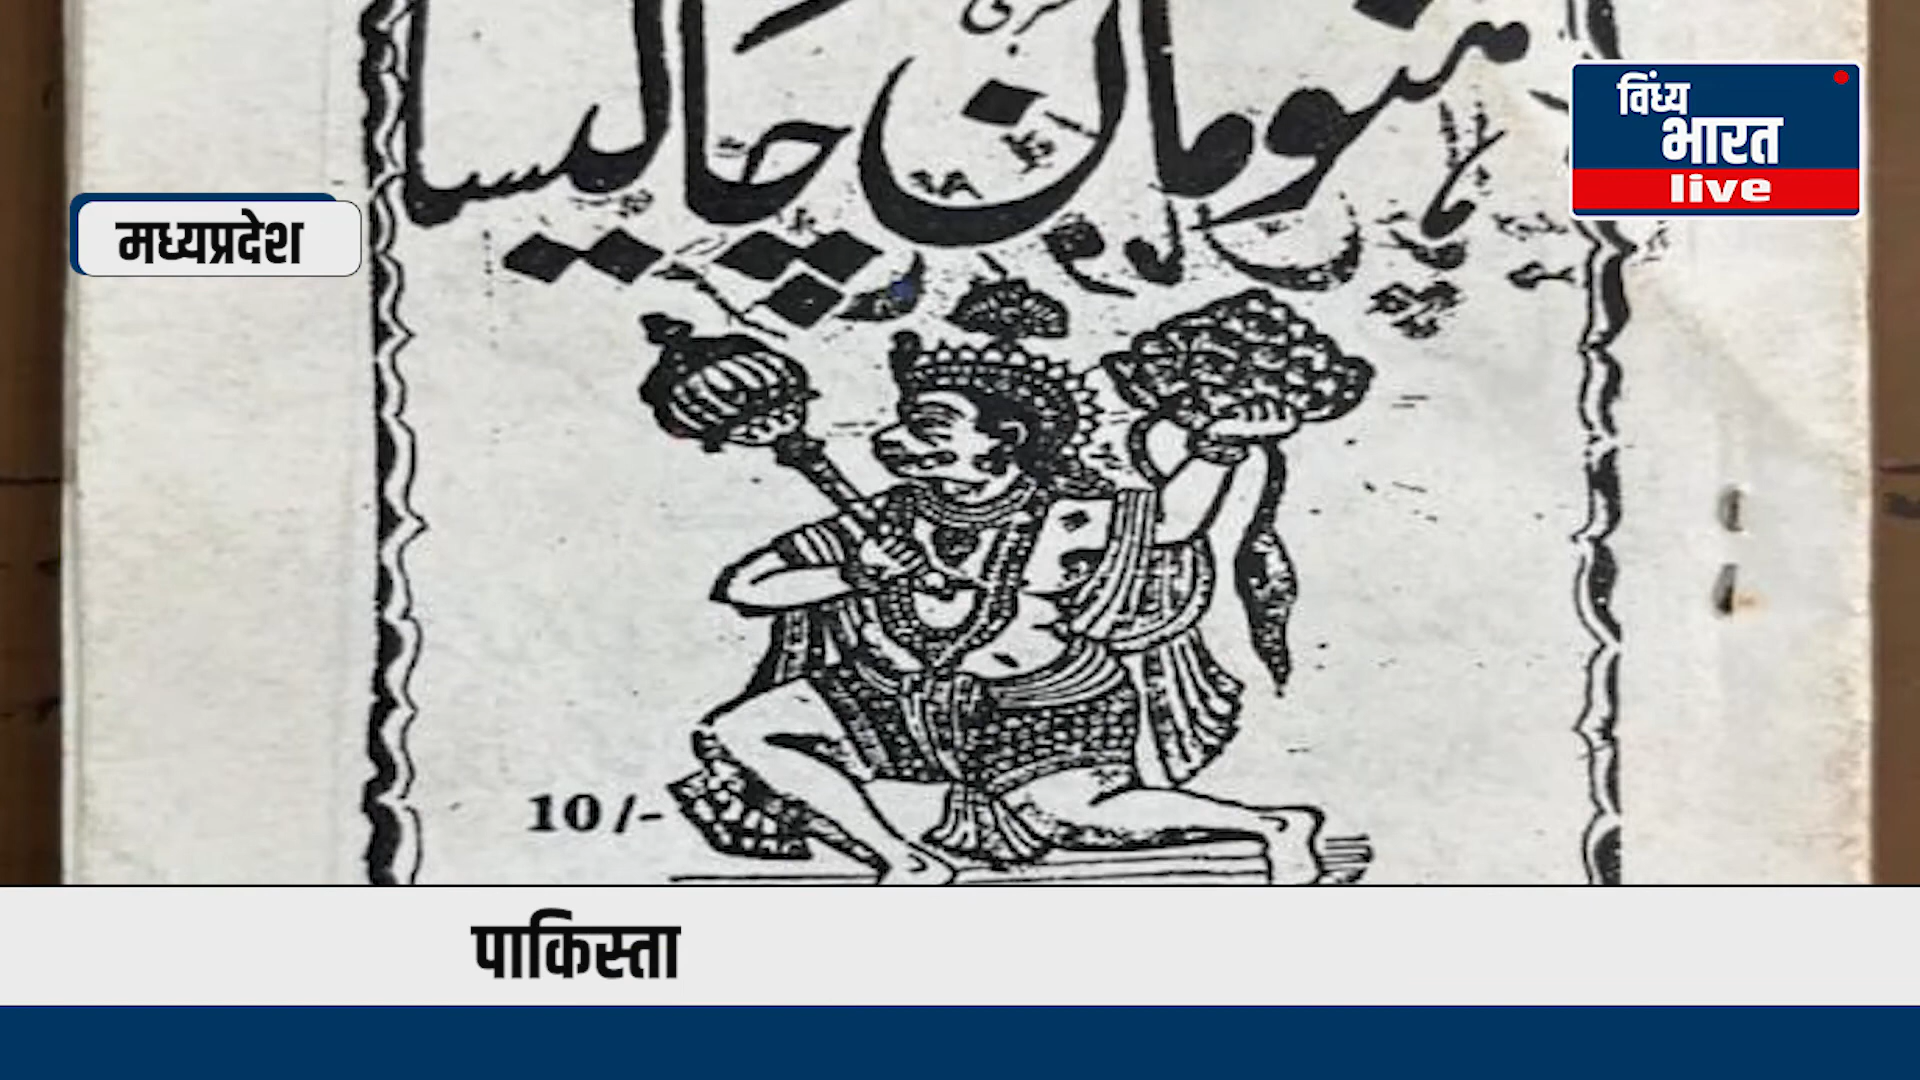 ہنومان چالیسا
विंध्य
भारत
live
मध्यप्रदेश
10/-
पाकिस्ता